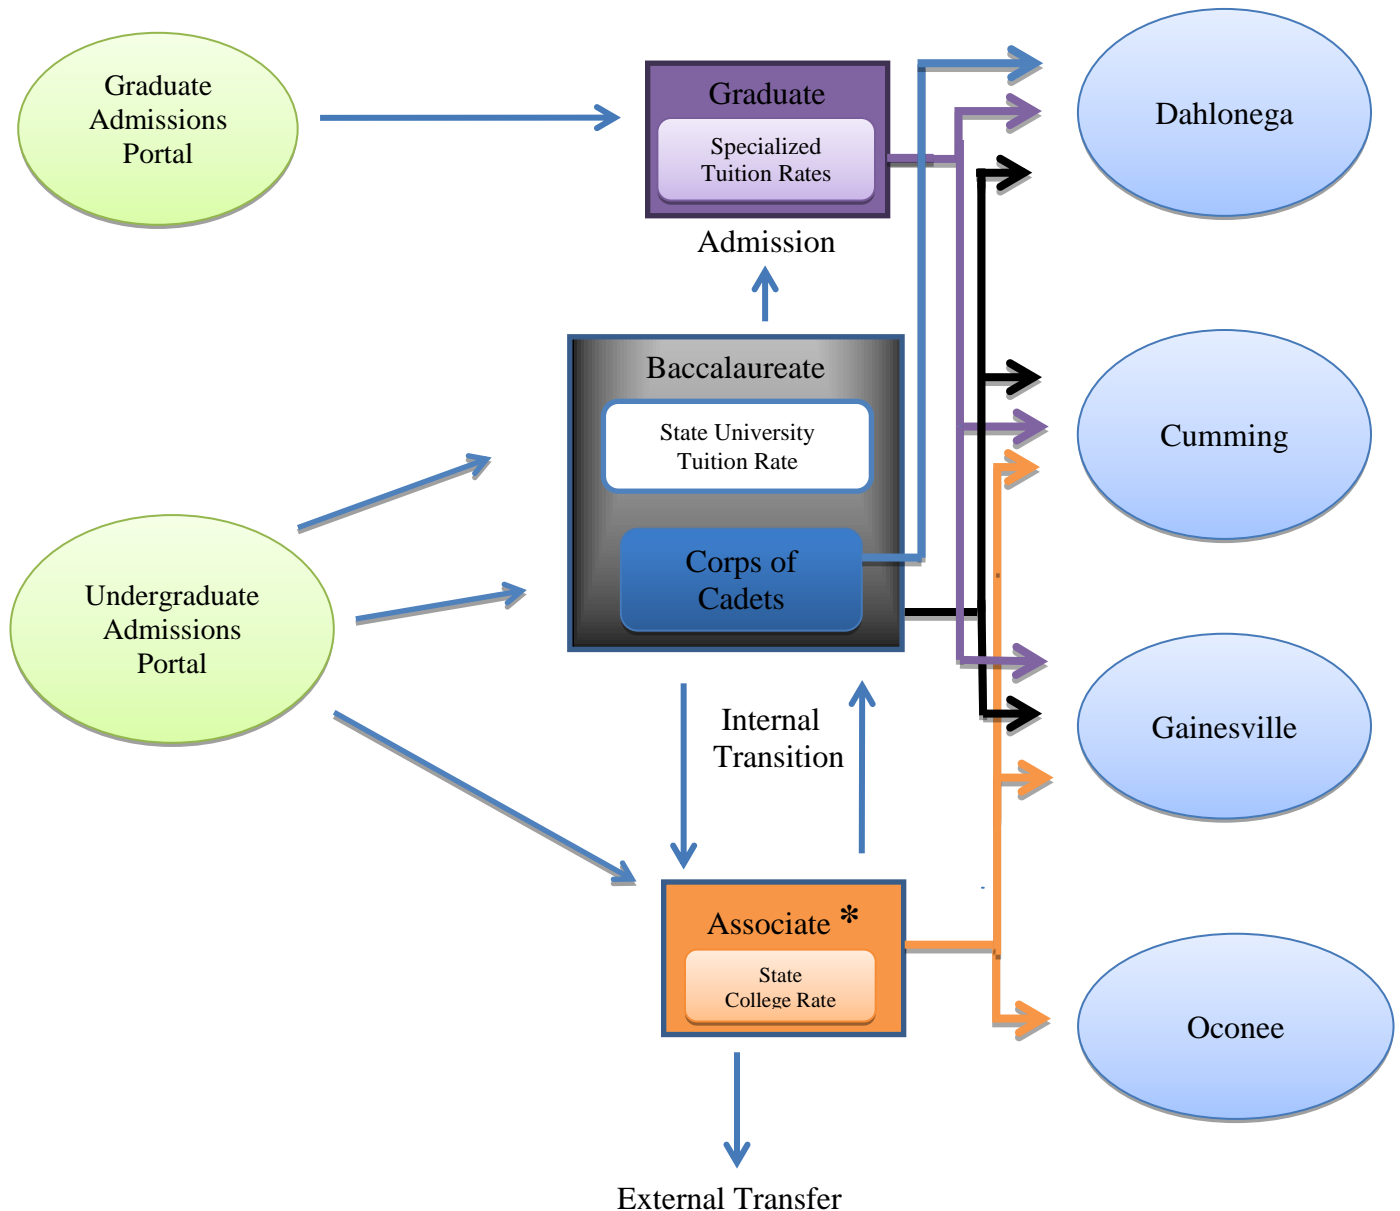 Graduate
Admissions
Portal
Graduate
Specialized
Tuition Rates
Admission
Dahlonega
Baccalaureate
State University
Tuition Rate
Corps of
Cadets
Cumming
Undergraduate
Admissions
Portal
Internal
Transition
Gainesville
Associate *
State
College Rate
Oconee
External Transfer